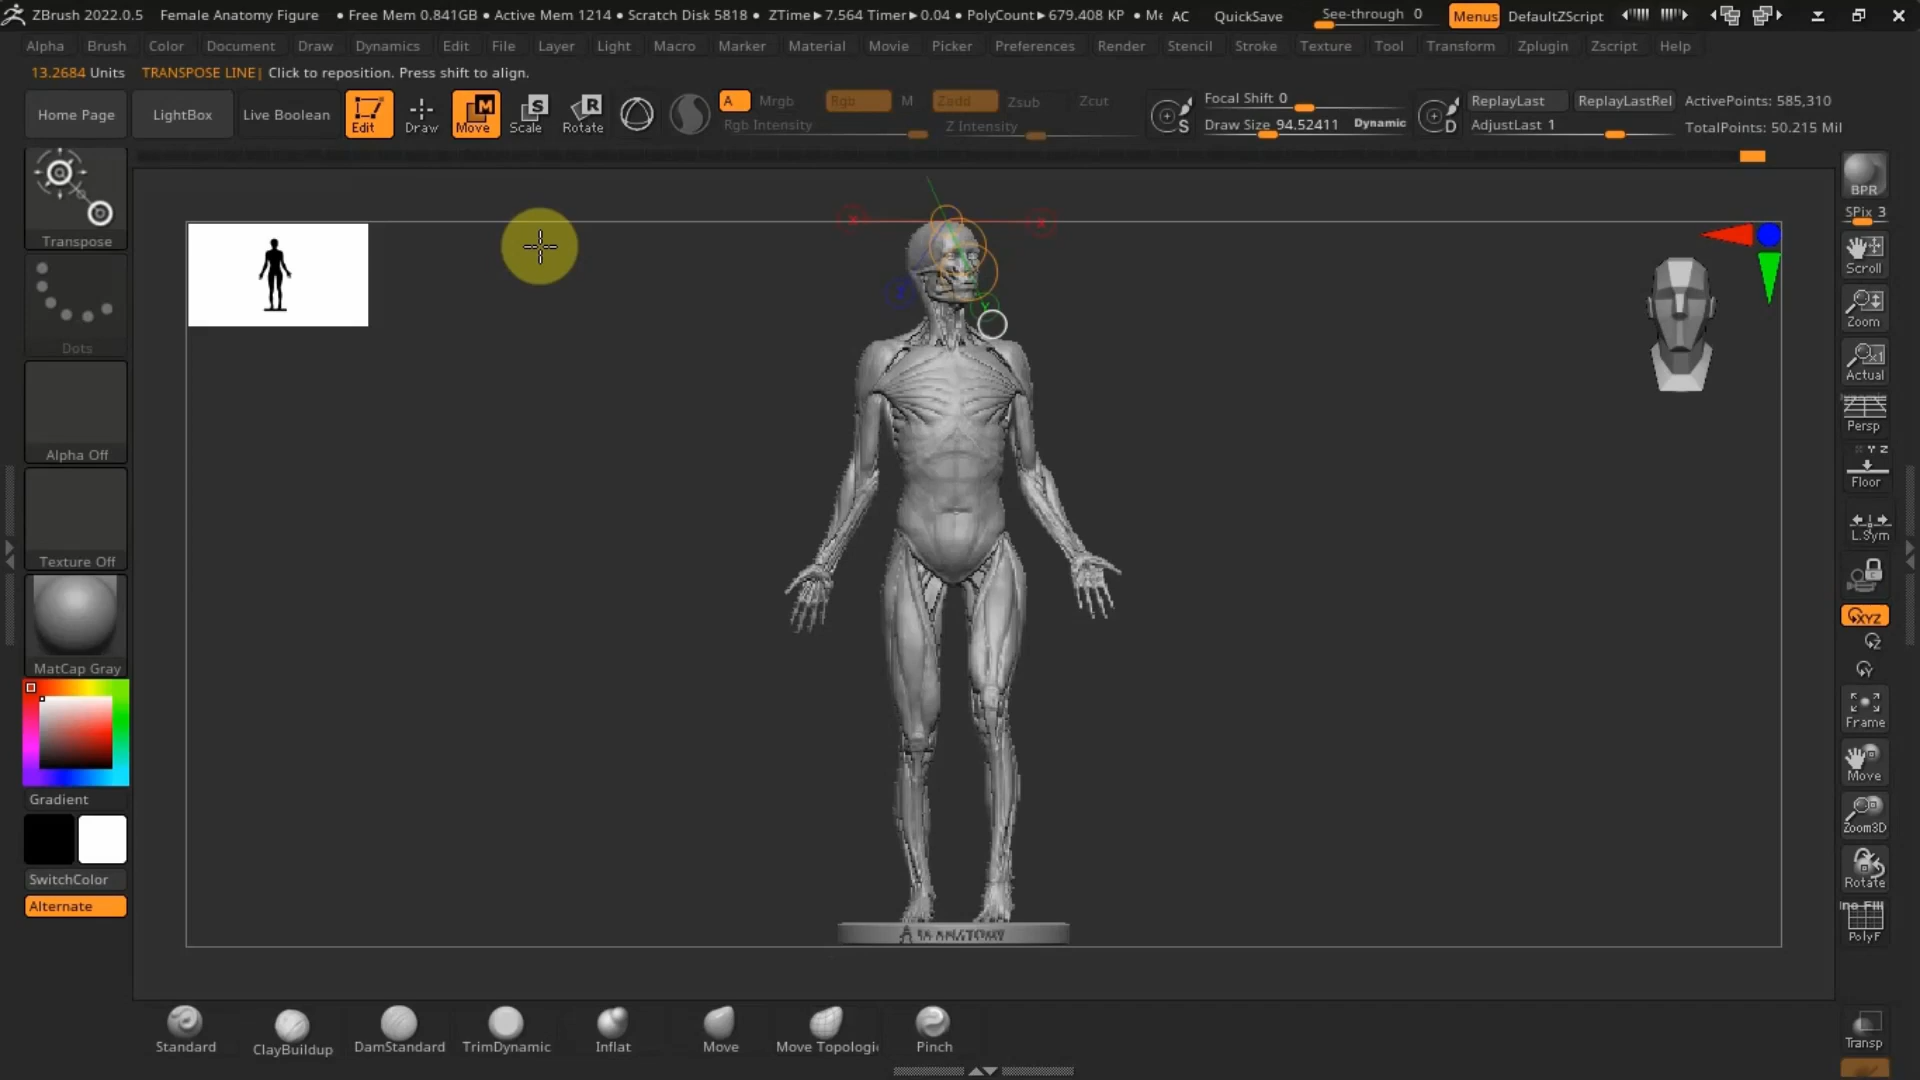 ZBrush 2022.0.5 Female Anatomy Figure • Free Mem 0.841GB • Active Mem 1214 • Scratch Disk 5818 • ZTime►7.564 Timer►0.04 • PolyCount►679.408 KP • Me AC QuickSave See-through 0 Menus DefaultZScript
Alpha Brush Color Document Draw Dynamics Edit File Layer Light Macro Marker Material Movie Picker Preferences Render Stencil Stroke Texture Tool Transform Zplugin Zscript Help
13.2684 Units TRANSPOSE LINE| Click to reposition. Press shift to align.
Home Page LightBox Live Boolean Edit Draw Move Scale Rotate
A Mrgb Rgb M Zadd Zsub Zcut
Rgb Intensity Z Intensity
Focal Shift 0
Draw Size 94.52411 Dynamic
ReplayLast ReplayLastRel ActivePoints: 585,310
AdjustLast 1 TotalPoints: 50.215 Mil
Transpose
Dots
Alpha Off
Texture Off
MatCap Gray
Gradient
SwitchColor
Alternate
BPR
SPix 3
Scroll
Zoom
Actual
Persp
Floor
L.Sym
XYZ
Frame
Move
Zoom3D
Rotate
PolyF
Transp
ANATOMY
Standard ClayBuildup DamStandard TrimDynamic Inflat Move Move Topologi Pinch